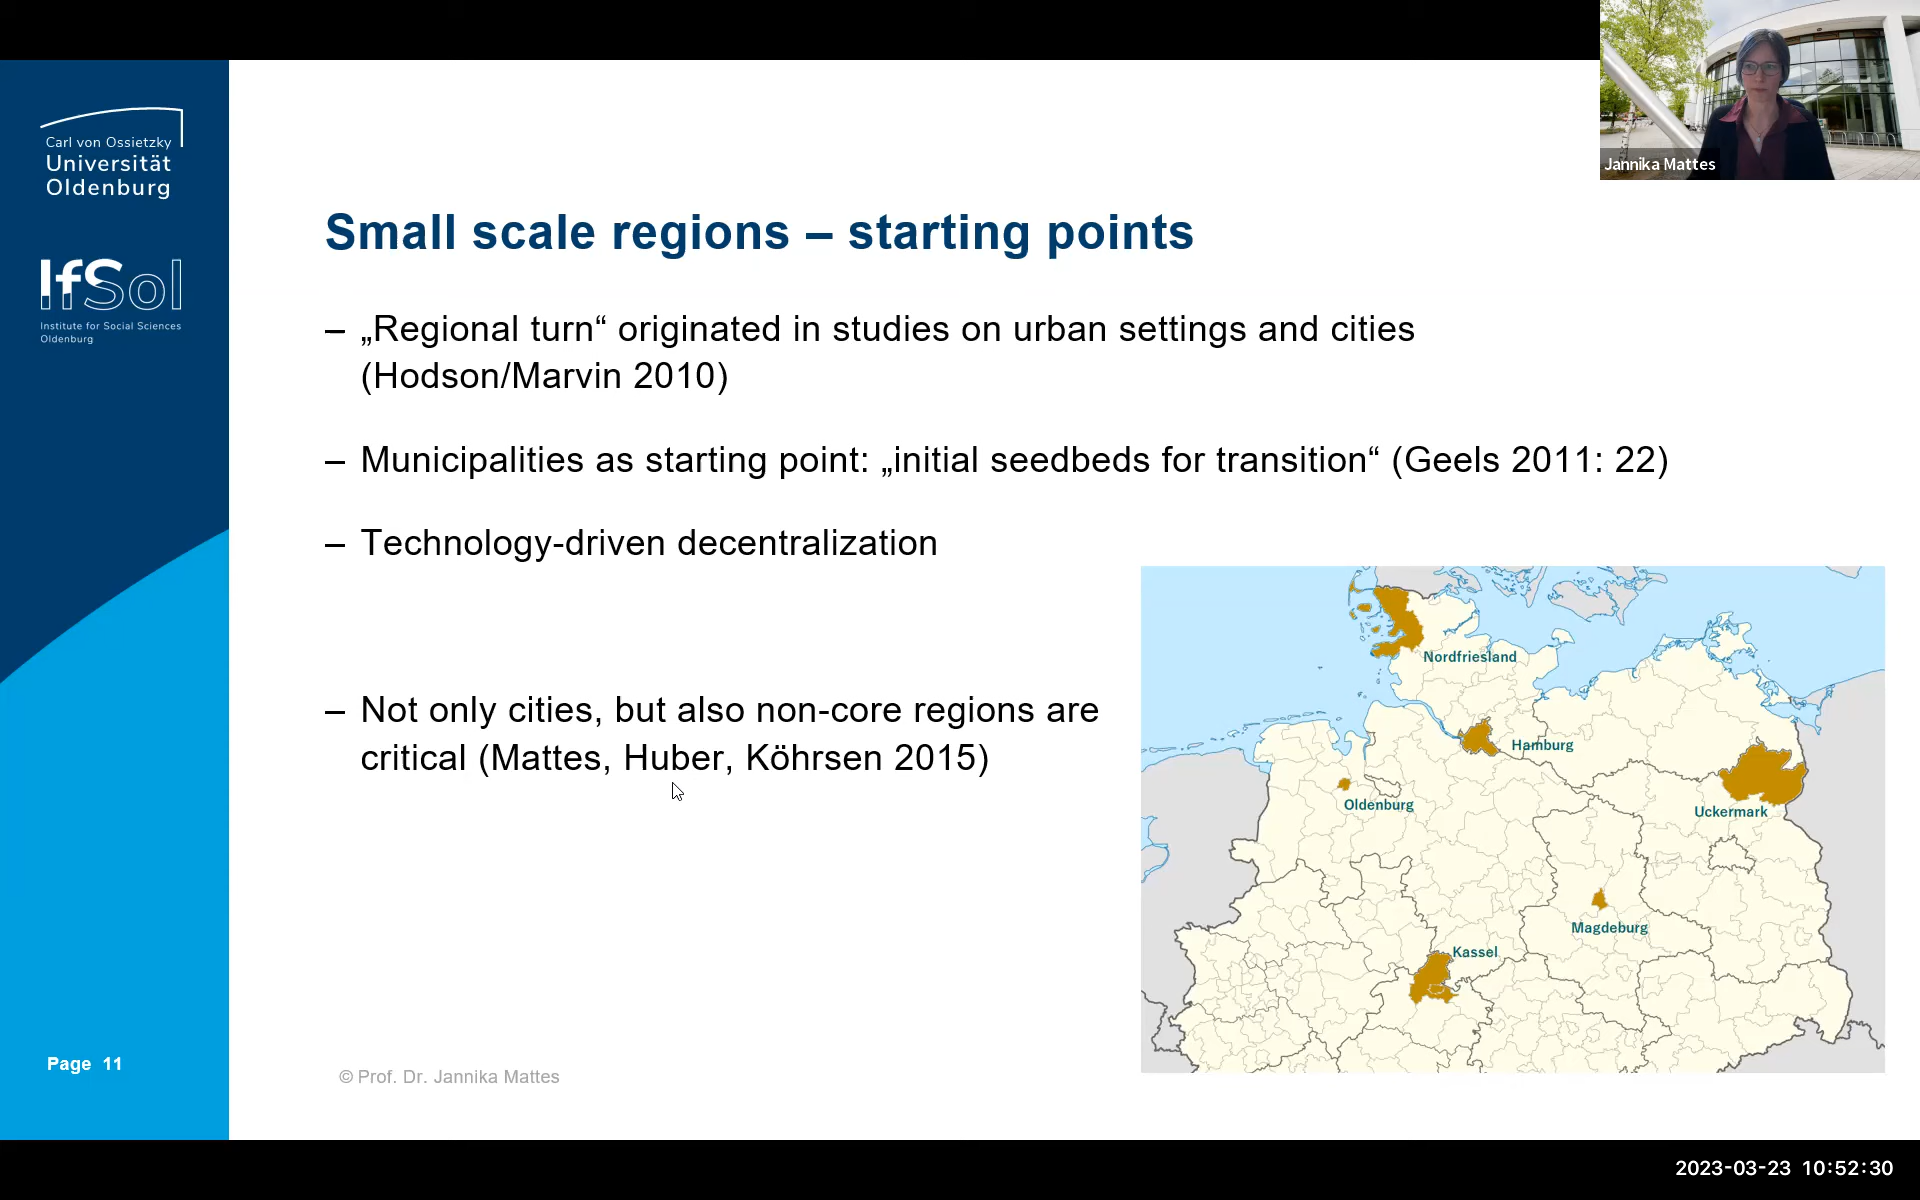 Carl von Ossietzky
Universität
Oldenburg
IfSol
Institute for Social Sciences
Oldenburg
Jannika Mattes
Small scale regions – starting points
– „Regional turn“ originated in studies on urban settings and cities
(Hodson/Marvin 2010)
– Municipalities as starting point: „initial seedbeds for transition“ (Geels 2011: 22)
– Technology-driven decentralization
– Not only cities, but also non-core regions are
critical (Mattes, Huber, Köhrsen 2015)
Nordfriesland
Hamburg
Oldenburg
Uckermark
Magdeburg
Kassel
Page 11
© Prof. Dr. Jannika Mattes
2023-03-23 10:52:30